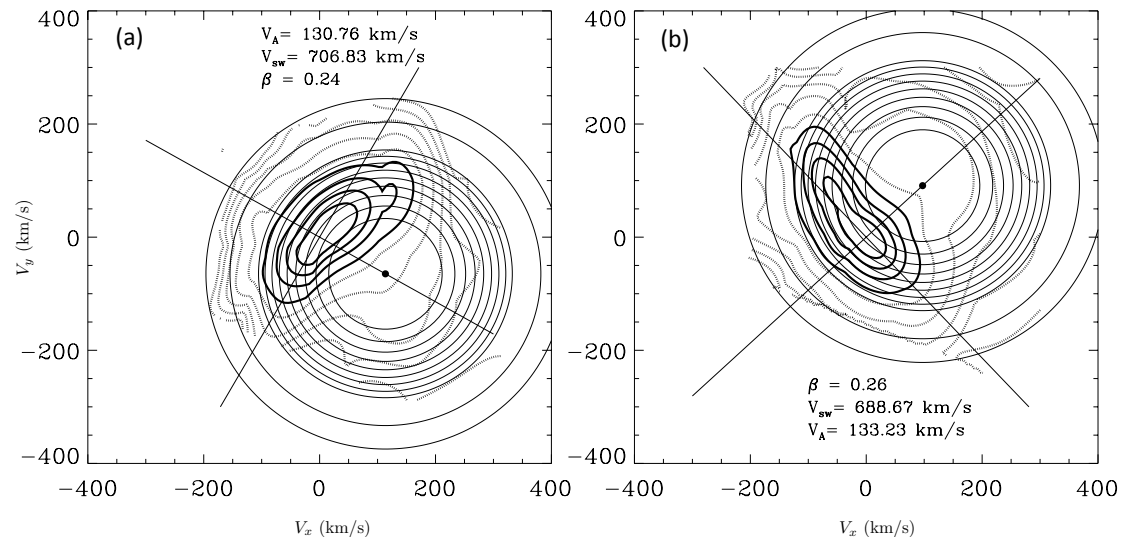 (a)
V_A= 130.76 km/s
V_sw= 706.83 km/s
β = 0.24
400
200
0
−200
−400
−400 −200 0 200 400
V_y (km/s)
V_x (km/s)
(b)
400
200
0
−200
−400
β = 0.26
V_sw= 688.67 km/s
V_A= 133.23 km/s
−400 −200 0 200 400
V_x (km/s)